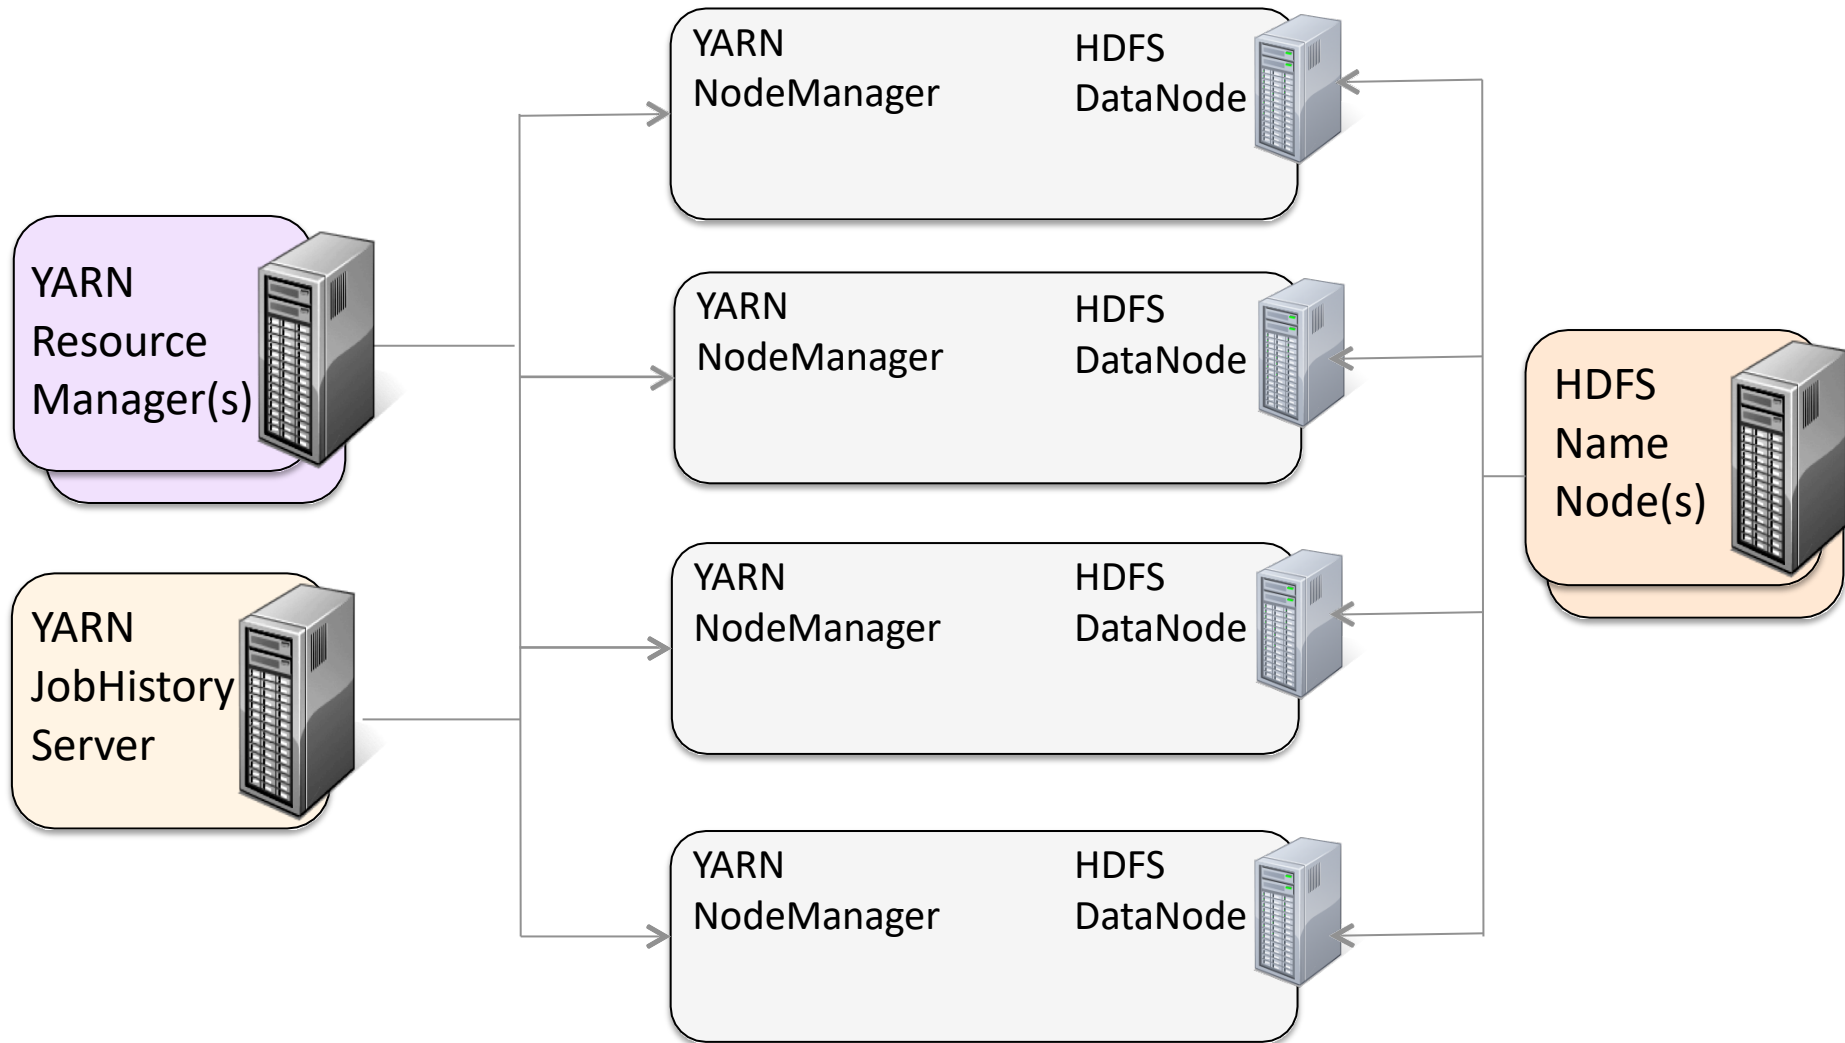 YARN
NodeManager
HDFS
DataNode
YARN
Resource
Manager(s)
YARN
NodeManager
HDFS
DataNode
HDFS
Name
Node(s)
YARN
NodeManager
HDFS
DataNode
YARN
JobHistory
Server
YARN
NodeManager
HDFS
DataNode